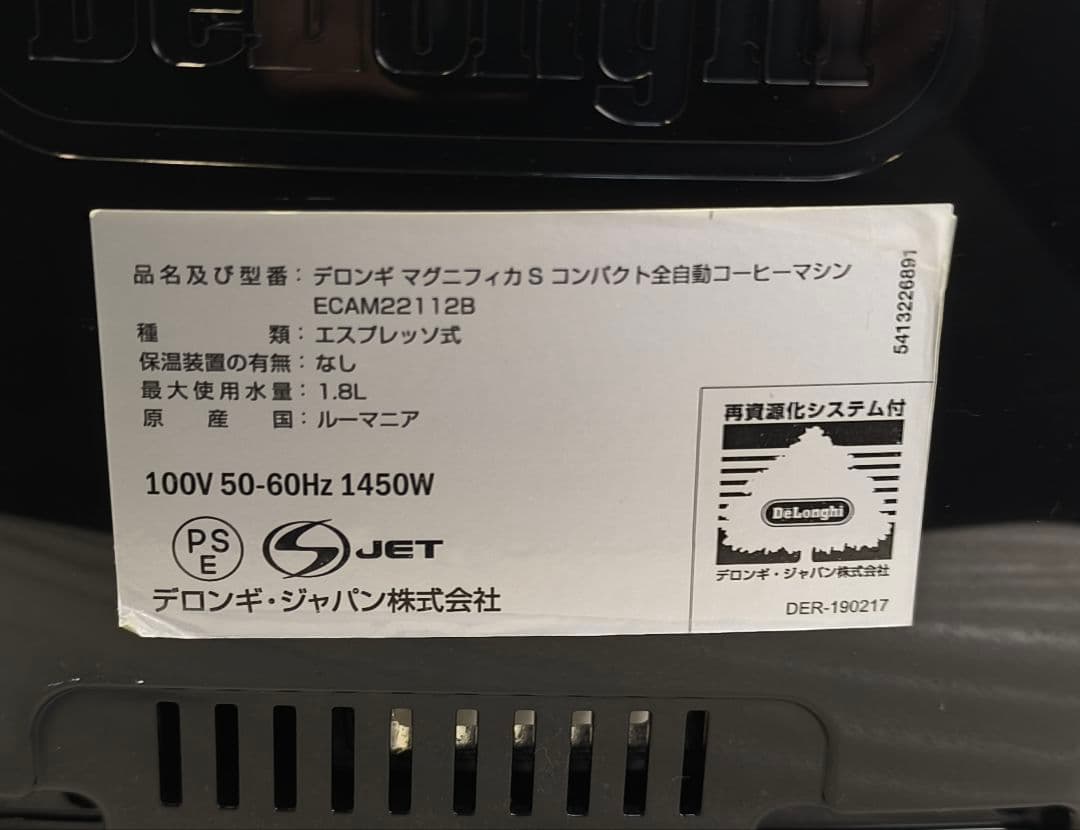 DeLonghi
品名及び型番：デロンギ マグニフィカS コンパクト全自動コーヒーマシン
ECAM22112B
種類：エスプレッソ式
保温装置の有無：なし
最大使用水量：1.8L
原産国：ルーマニア
5413226891
100V 50-60Hz 1450W
PS
E
S JET
デロンギ・ジャパン株式会社
再資源化システム付
DeLonghi
デロンギ・ジャパン株式会社
DER-190217